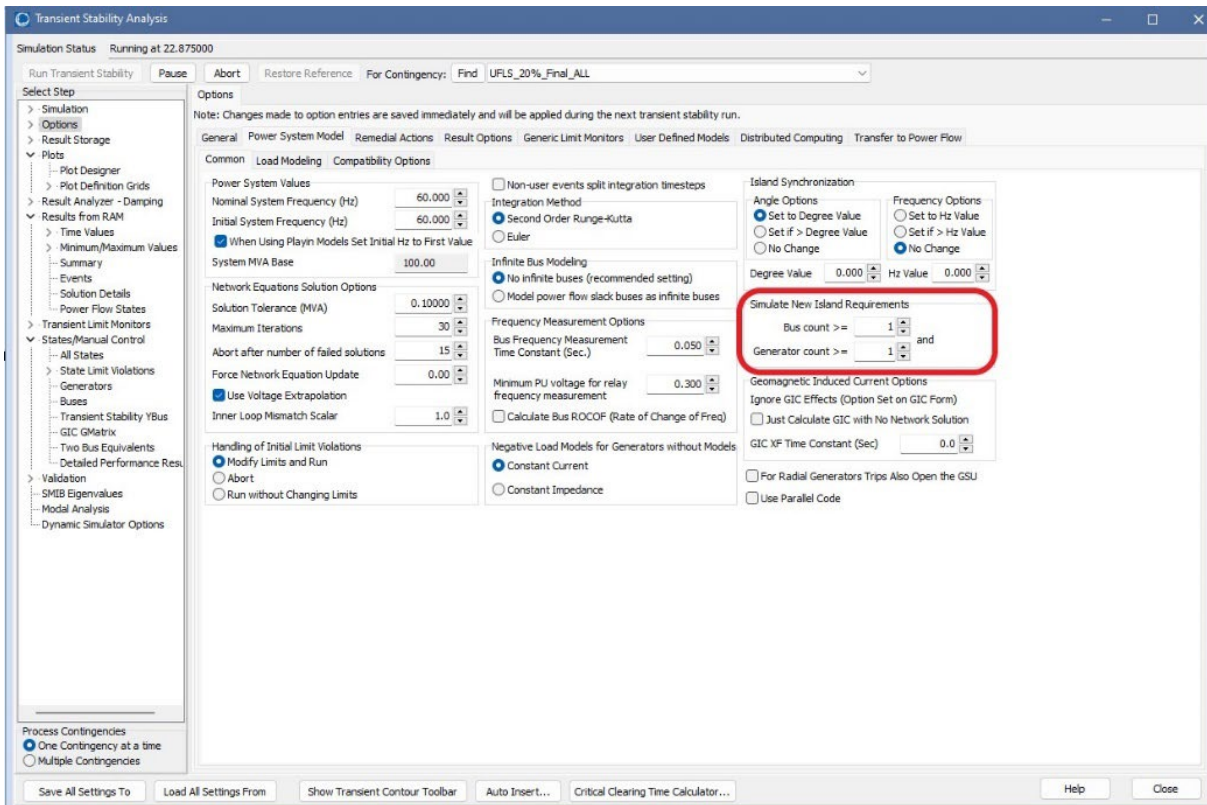 Transient Stability Analysis
Simulation Status Running at 22.875000
Run Transient Stability Pause Abort Restore Reference For Contingency: Find UFLS_20%_Final_ALL
Select Step
Simulation
Options
Result Storage
Plots
Plot Designer
Plot Definition Grids
Result Analyzer - Damping
Results from RAM
Time Values
Minimum/Maximum Values
Summary
Events
Solution Details
Power Flow States
Transient Limit Monitors
States/Manual Control
All States
State Limit Violations
Generators
Buses
Transient Stability YBus
GIC GMatrix
Two Bus Equivalents
Detailed Performance Resu
Validation
SMIB Eigenvalues
Modal Analysis
Dynamic Simulator Options
Process Contingencies
One Contingency at a time
Multiple Contingencies
Options
Note: Changes made to option entries are saved immediately and will be applied during the next transient stability run.
General Power System Model Remedial Actions Result Options Generic Limit Monitors User Defined Models Distributed Computing Transfer to Power Flow
Common Load Modeling Compatibility Options
Power System Values
Nominal System Frequency (Hz) 60.000
Initial System Frequency (Hz) 60.000
When Using Playin Models Set Initial Hz to First Value
System MVA Base 100.00
Network Equations Solution Options
Solution Tolerance (MVA) 0.10000
Maximum Iterations 30
Abort after number of failed solutions 15
Force Network Equation Update 0.00
Use Voltage Extrapolation
Inner Loop Mismatch Scalar 1.0
Handling of Initial Limit Violations
Modify Limits and Run
Abort
Run without Changing Limits
Non-user events split integration timesteps
Integration Method
Second Order Runge-Kutta
Euler
Infinite Bus Modeling
No infinite buses (recommended setting)
Model power flow slack buses as infinite buses
Frequency Measurement Options
Bus Frequency Measurement
Time Constant (Sec.) 0.050
Minimum PU voltage for relay
frequency measurement 0.300
Calculate Bus ROCOF (Rate of Change of Freq)
Negative Load Models for Generators without Models
Constant Current
Constant Impedance
Island Synchronization
Angle Options
Set to Degree Value
Set if > Degree Value
No Change
Frequency Options
Set to Hz Value
Set if > Hz Value
No Change
Degree Value 0.000 Hz Value 0.000
Simulate New Island Requirements
Bus count >= 1
and
Generator count >= 1
Geomagnetic Induced Current Options
Ignore GIC Effects (Option Set on GIC Form)
Just Calculate GIC with No Network Solution
GIC XF Time Constant (Sec) 0.0
For Radial Generators Trips Also Open the GSU
Use Parallel Code
Save All Settings To Load All Settings From Show Transient Contour Toolbar Auto Insert... Critical Clearing Time Calculator... Help Close